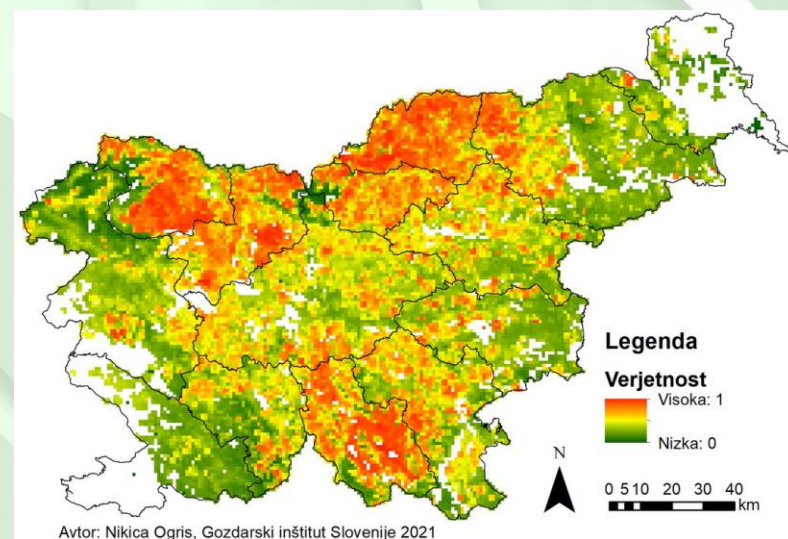 Legenda
Verjetnost
Visoka: 1
Nizka: 0
N
0 5 10 20 30 40
km
Avtor: Nikica Ogris, Gozdarski inštitut Slovenije 2021